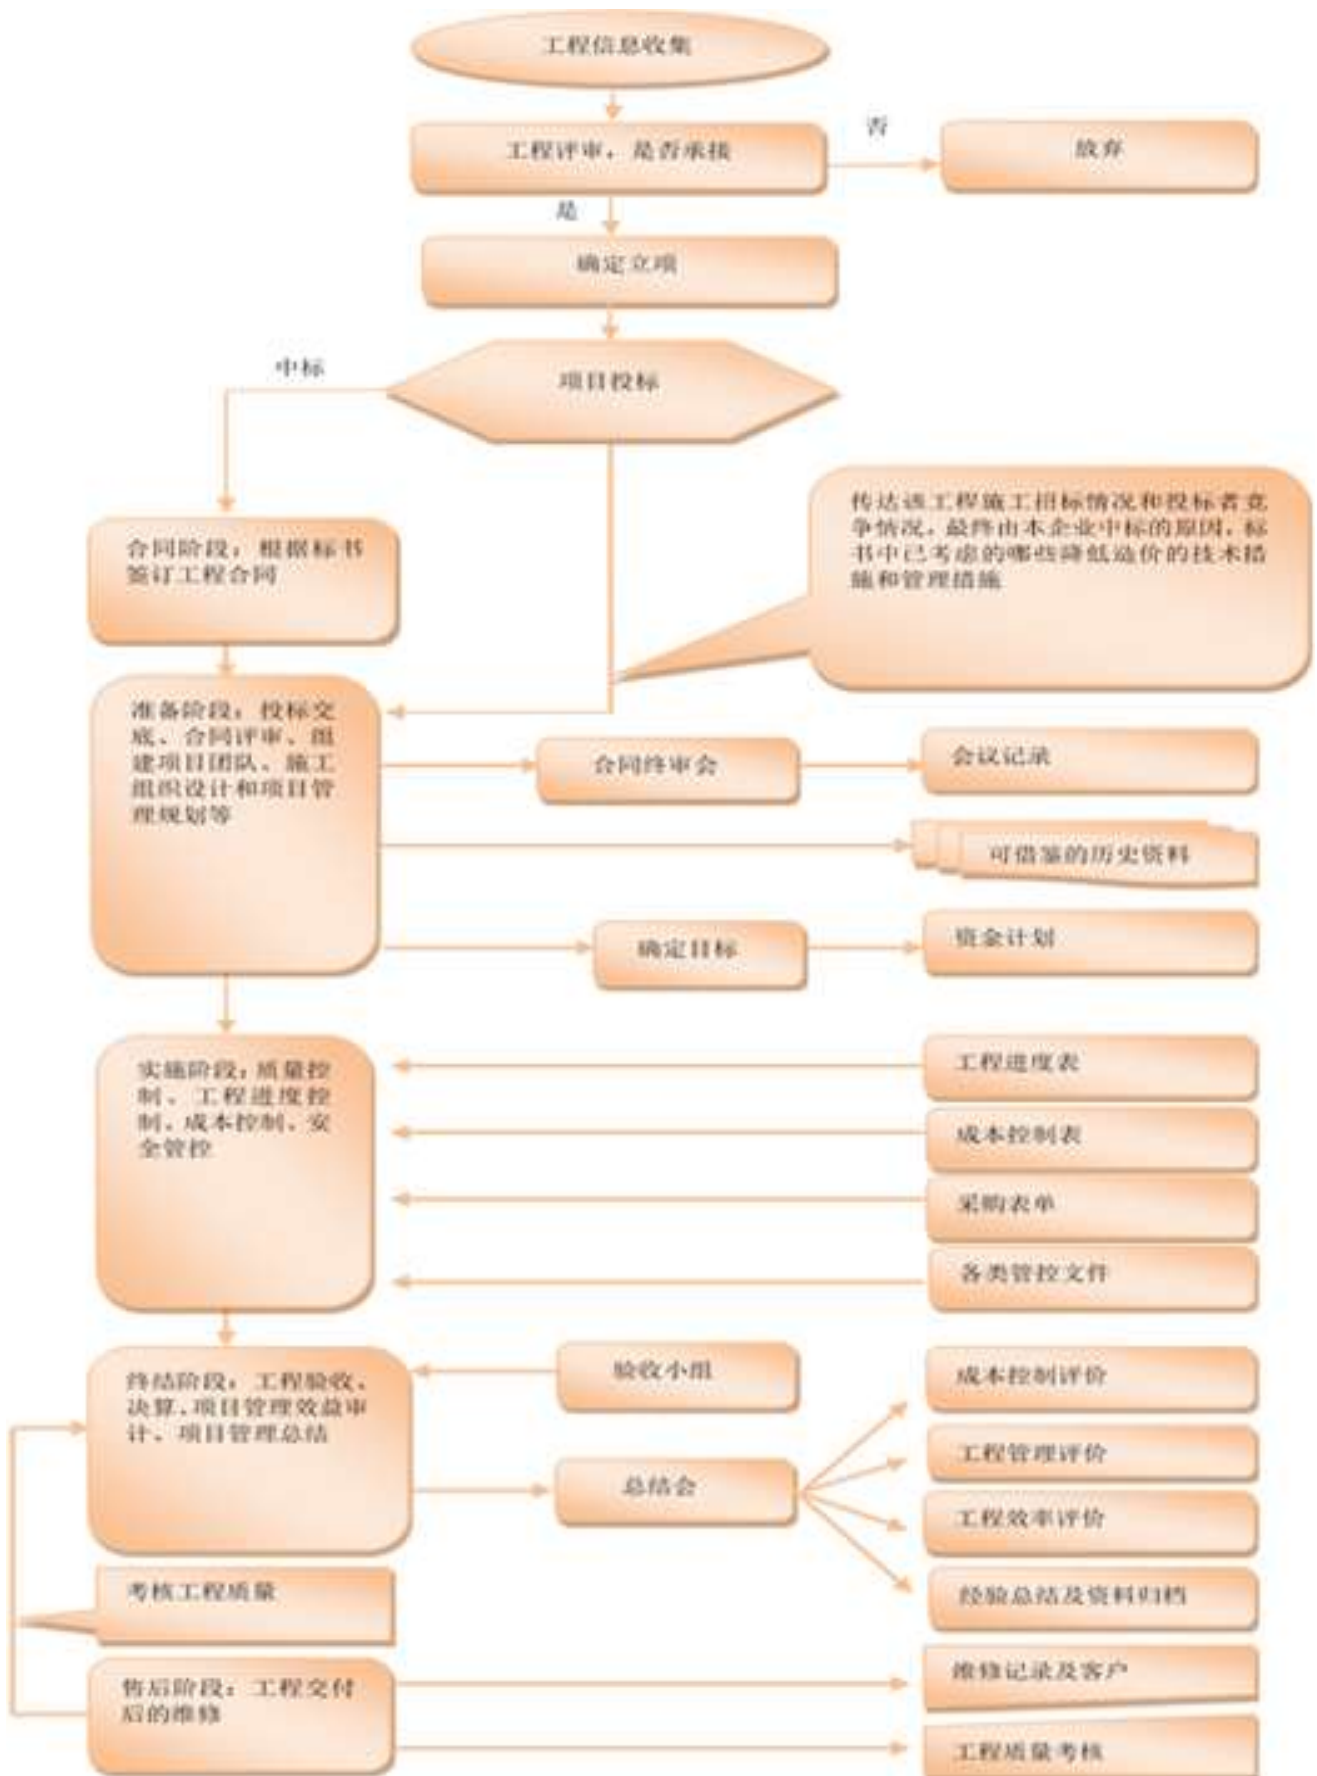 工程信息收集
工程评审，是否承接
否
放弃
是
确定立项
中标
项目投标
传达该工程施工招标情况和投标者竞
争情况，最终由本企业中标的原因，标
书中已考虑的哪些降低造价的技术措
施和管理措施
合同阶段：根据标书
签订工程合同
准备阶段：投标交
底、合同评审、组
建项目团队、施工
组织设计和项目管
理规划等
合同终审会
会议记录
可借鉴的历史资料
确定目标
资金计划
实施阶段：质量控
制、工程进度控
制、成本控制、安
全管控
工程进度表
成本控制表
采购表单
各类管控文件
终结阶段：工程验收、
决算、项目管理效益审
计、项目管理总结
验收小组
总结会
成本控制评价
工程管理评价
工程效率评价
经验总结及资料归档
考核工程质量
售后阶段：工程交付
后的维修
维修记录及客户
工程质量考核